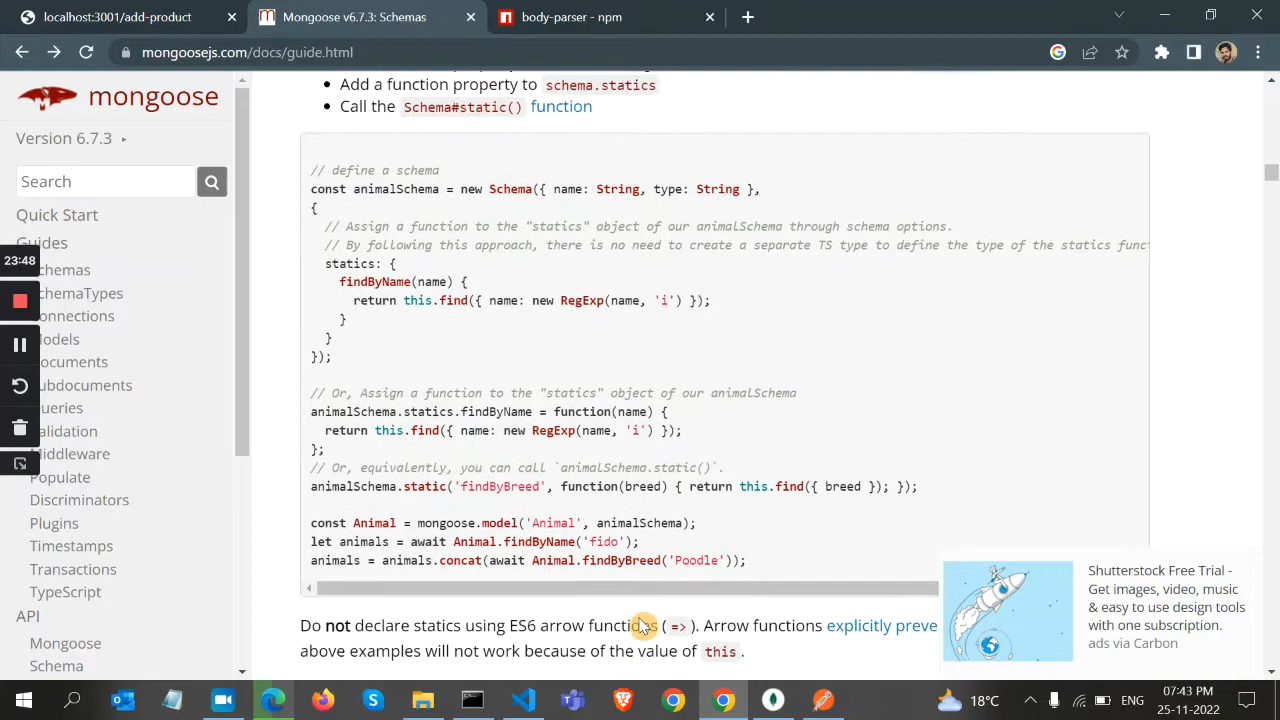 localhost:3001/add-product
Mongoose v6.7.3: Schemas
body-parser - npm
mongoosejs.com/docs/guide.html
mongoose
Version 6.7.3
Search
Quick Start
Guides
23:48
chemas
chemaTypes
onnections
odels
ocuments
ubdocuments
ueries
alidation
Middleware
Populate
Discriminators
Plugins
Timestamps
Transactions
TypeScript
API
Mongoose
Schema
Add a function property to schema.statics
Call the Schema#static() function
// define a schema
const animalSchema = new Schema({ name: String, type: String },
{
// Assign a function to the "statics" object of our animalSchema through schema options.
// By following this approach, there is no need to create a separate TS type to define the type of the statics func
statics: {
findByName(name) {
return this.find({ name: new RegExp(name, 'i') });
}
}
});
// Or, Assign a function to the "statics" object of our animalSchema
animalSchema.statics.findByName = function(name) {
return this.find({ name: new RegExp(name, 'i') });
};
// Or, equivalently, you can call `animalSchema.static()`.
animalSchema.static('findByBreed', function(breed) { return this.find({ breed }); });
const Animal = mongoose.model('Animal', animalSchema);
let animals = await Animal.findByName('fido');
animals = animals.concat(await Animal.findByBreed('Poodle'));
Do not declare statics using ES6 arrow functions (=>). Arrow functions explicitly preve
above examples will not work because of the value of this.
Shutterstock Free Trial -
Get images, video, music
& easy to use design tools
with one subscription.
ads via Carbon
18°C
ENG
25-11-2022